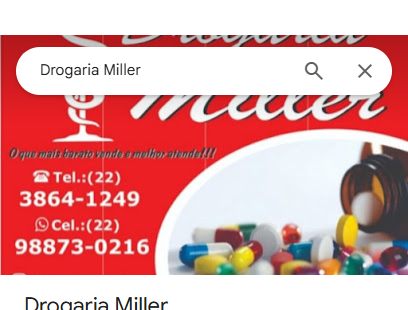 Drogaria
Drogaria Miller
Miller
O que mais barato vende e melhor atende!!!
Tel.:(22)
3864-1249
Cel.:(22)
98873-0216
Drogaria Miller